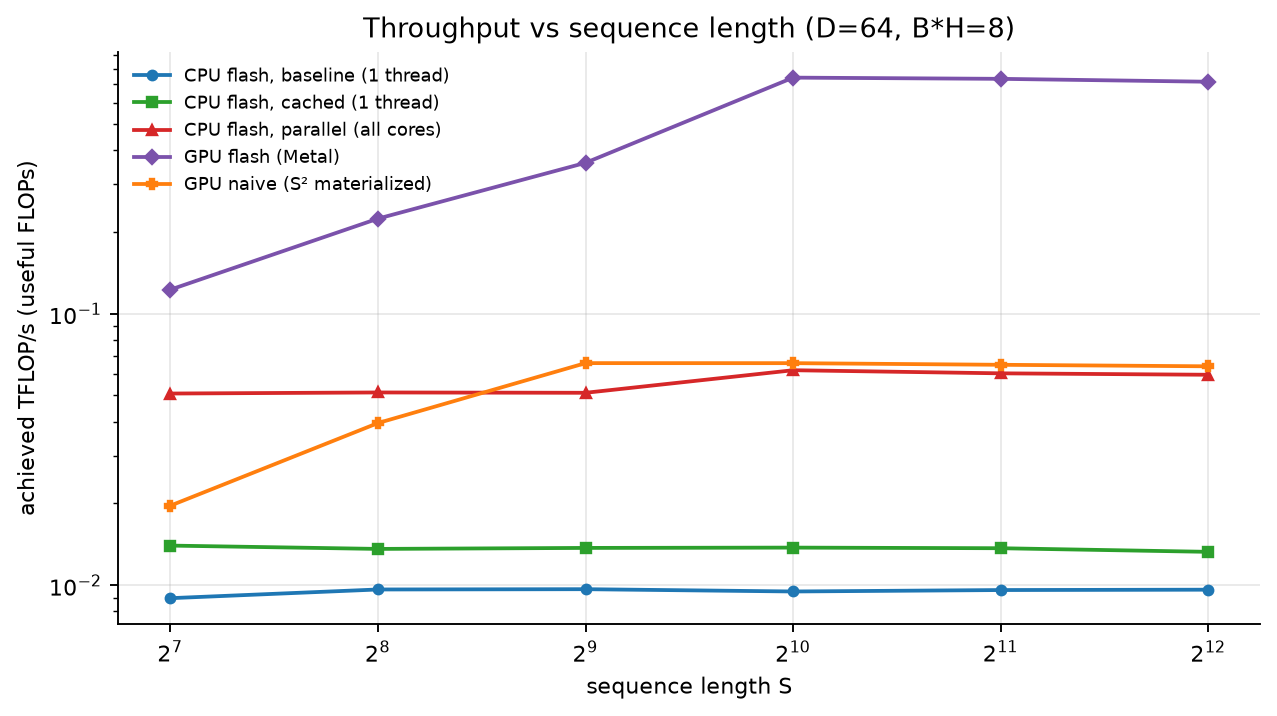 Throughput vs sequence length (D=64, B*H=8)
CPU flash, baseline (1 thread)
CPU flash, cached (1 thread)
CPU flash, parallel (all cores)
GPU flash (Metal)
GPU naive (S² materialized)
achieved TFLOP/s (useful FLOPs)
10⁻¹
10⁻²
2⁷ 2⁸ 2⁹ 2¹⁰ 2¹¹ 2¹²
sequence length S